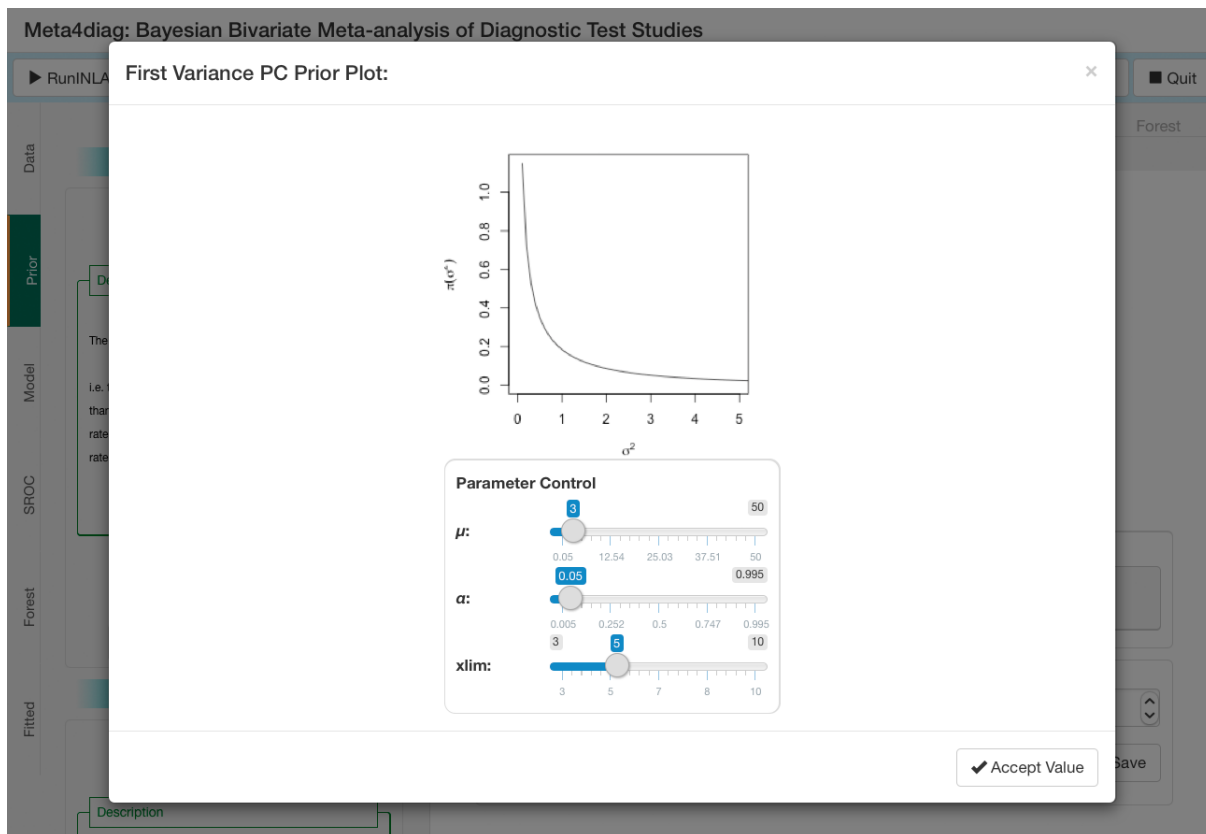 Meta4diag: Bayesian Bivariate Meta-analysis of Diagnostic Test Studies
RunINLA
Quit
First Variance PC Prior Plot:
×
Forest
Data
Prior
Model
SROC
Forest
Fitted
The
i.e.
than
rate
rate
Description
Save
π(σ²)
1.0
0.8
0.6
0.4
0.2
0.0
0 1 2 3 4 5
σ²
Parameter Control
3 50
μ:
0.05 12.54 25.03 37.51 50
0.05 0.995
α:
0.005 0.252 0.5 0.747 0.995
3 5 10
xlim:
3 5 7 8 10
Accept Value